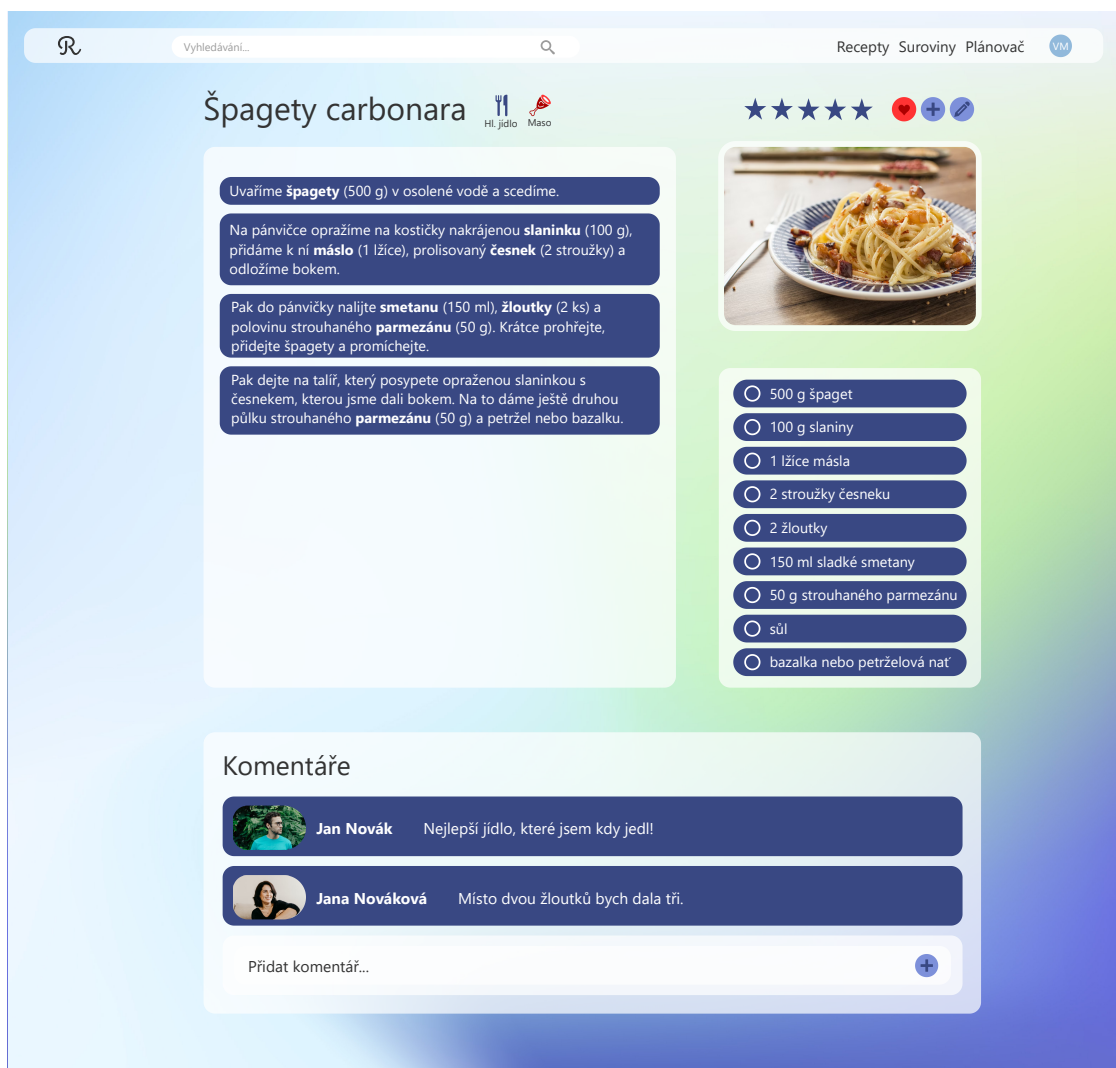 R
Vyhledávání...
Recepty Suroviny Plánovač
VM
Špagety carbonara
Hl. jídlo
Maso
Uvaříme špagety (500 g) v osolené vodě a scedíme.
Na pánvičce opražíme na kostičky nakrájenou slaninku (100 g),
přidáme k ní máslo (1 lžíce), prolisovaný česnek (2 stroužky) a
odložíme bokem.
Pak do pánvičky nalijte smetanu (150 ml), žloutky (2 ks) a
polovinu strouhaného parmezánu (50 g). Krátce prohřejte,
přidejte špagety a promíchejte.
Pak dejte na talíř, který posypete opraženou slaninkou s
česnekem, kterou jsme dali bokem. Na to dáme ještě druhou
půlku strouhaného parmezánu (50 g) a petržel nebo bazalku.
500 g špaget
100 g slaniny
1 lžíce másla
2 stroužky česneku
2 žloutky
150 ml sladké smetany
50 g strouhaného parmezánu
sůl
bazalka nebo petrželová nať
Komentáře
Jan Novák Nejlepší jídlo, které jsem kdy jedl!
Jana Nováková Místo dvou žloutků bych dala tři.
Přidat komentář...